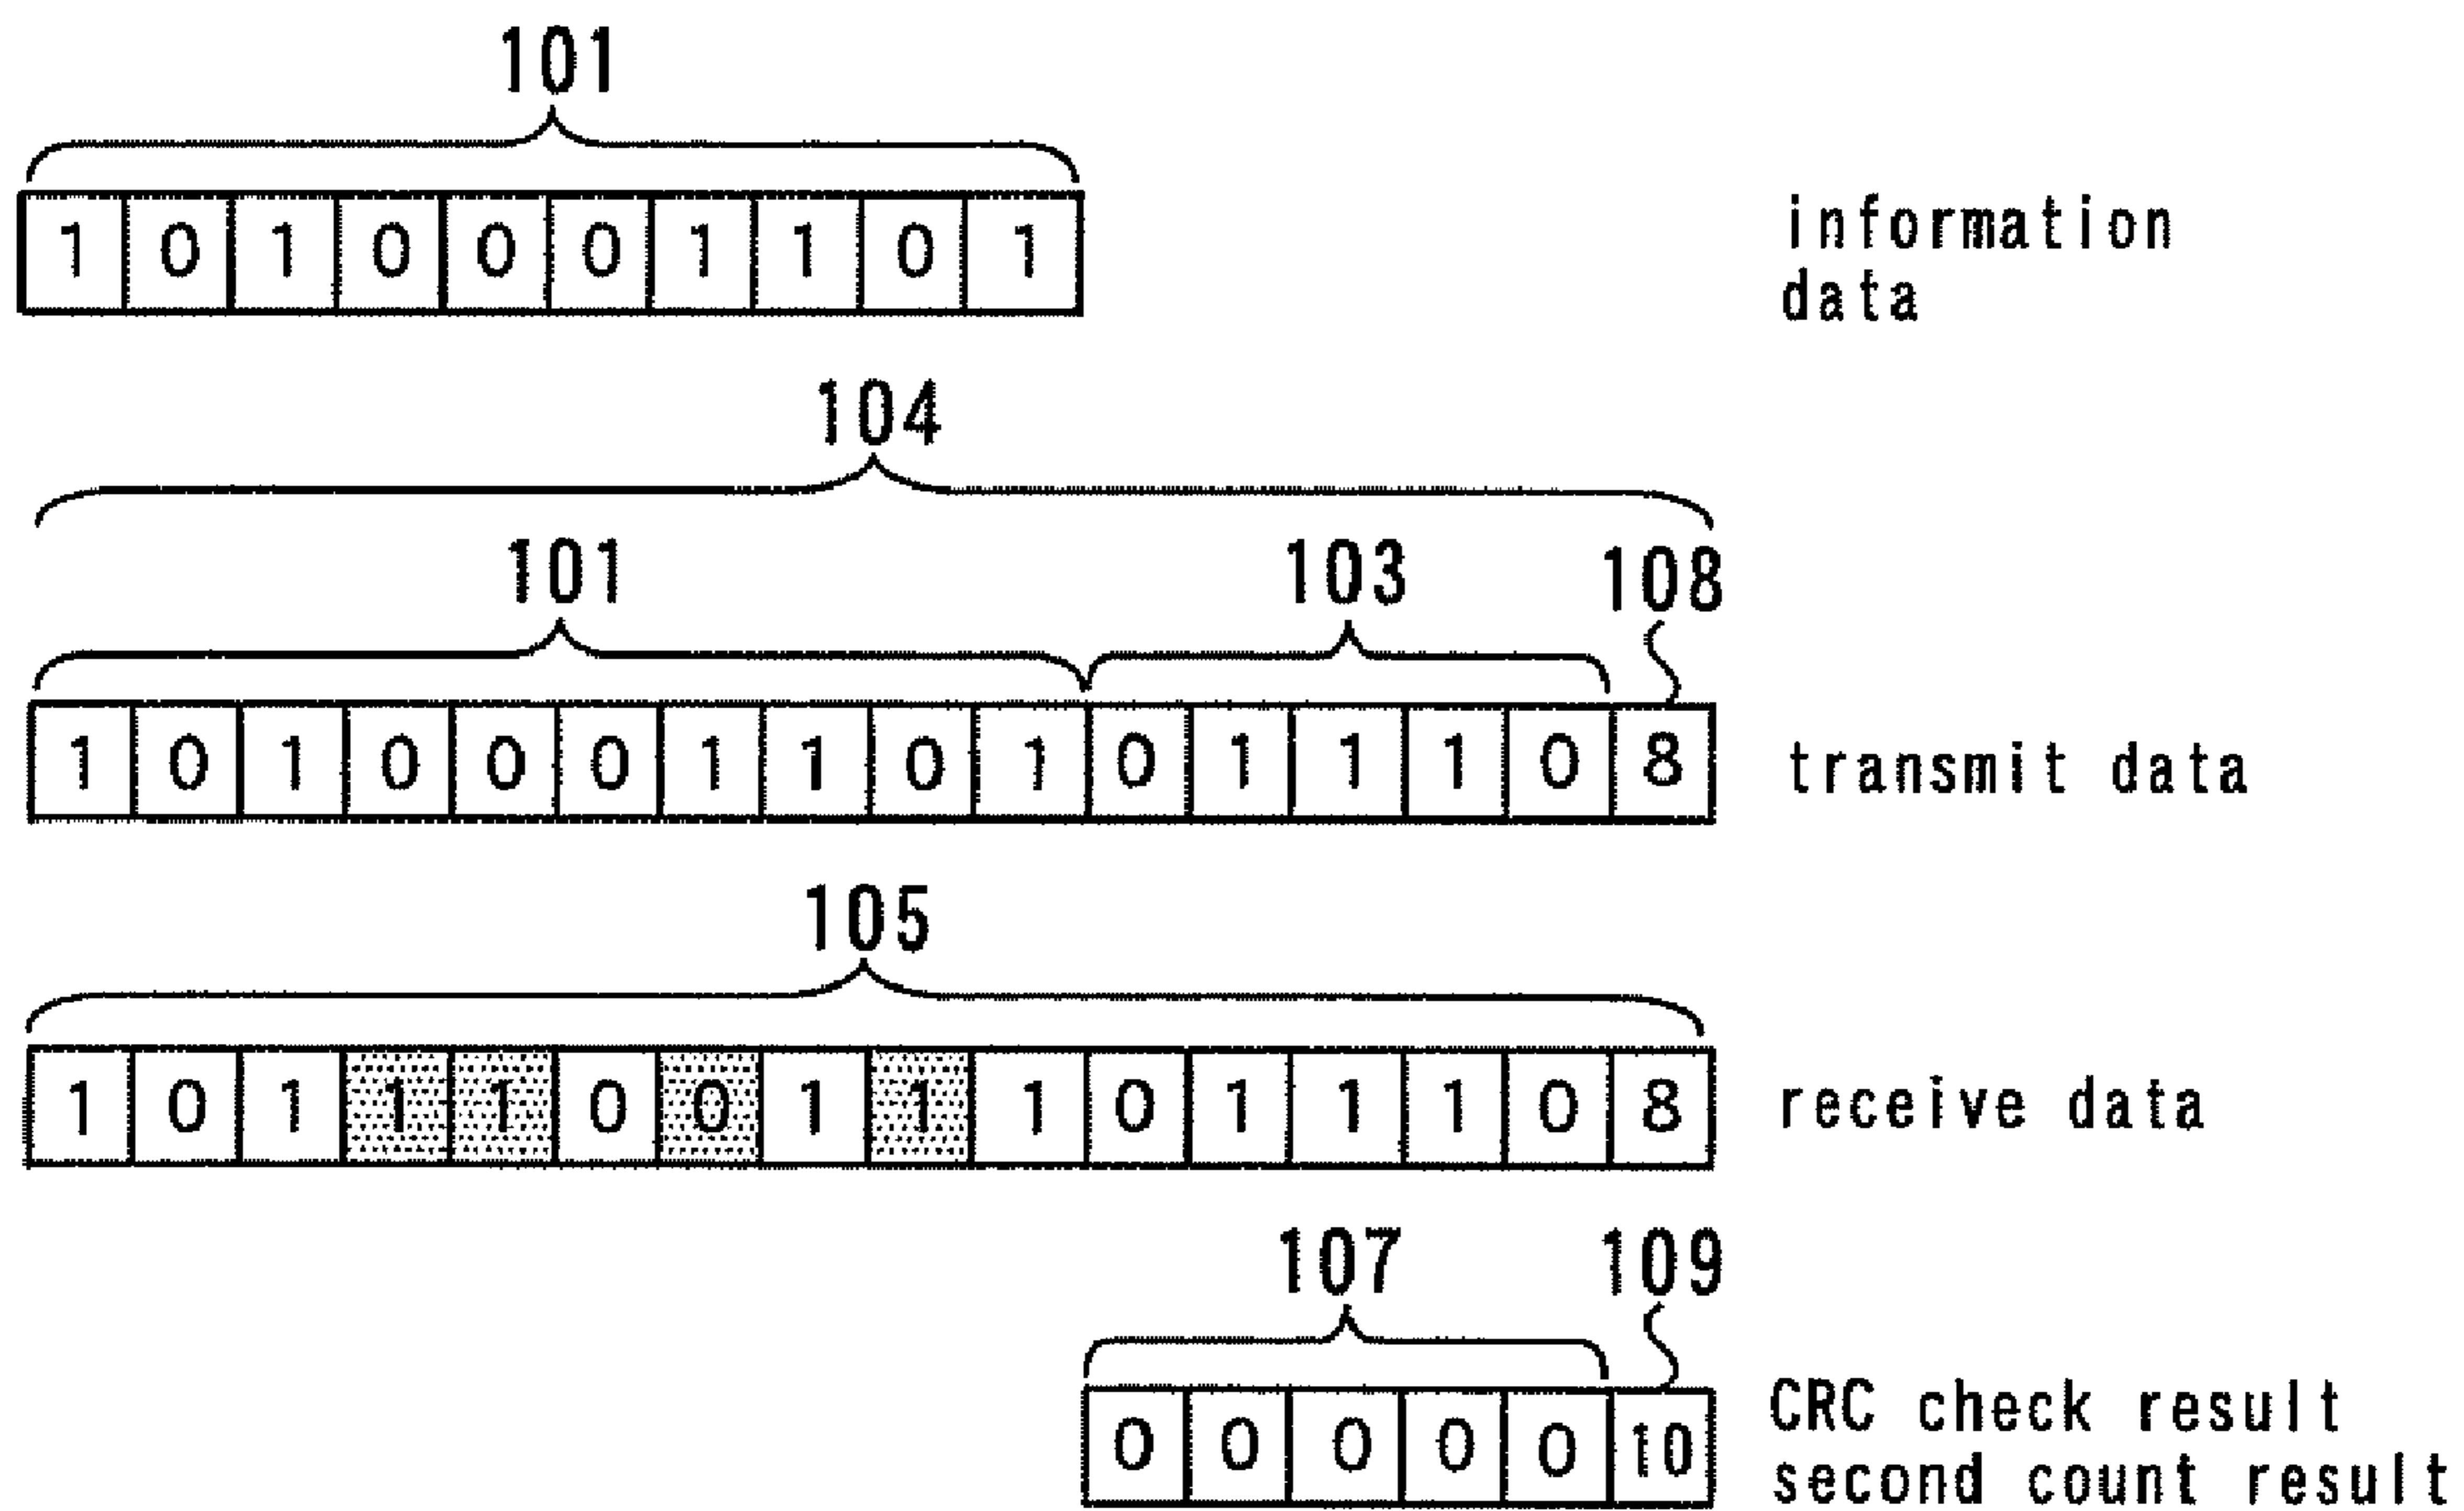 101
1 0 1 0 0 0 1 1 0 1
information
data
104
101 103 108
1 0 1 0 0 0 1 1 0 1 0 1 1 1 0 8
transmit data
105
1 0 1 1 1 0 0 1 1 1 0 1 1 1 0 8
receive data
107 109
0 0 0 0 0 10
CRC check result
second count result